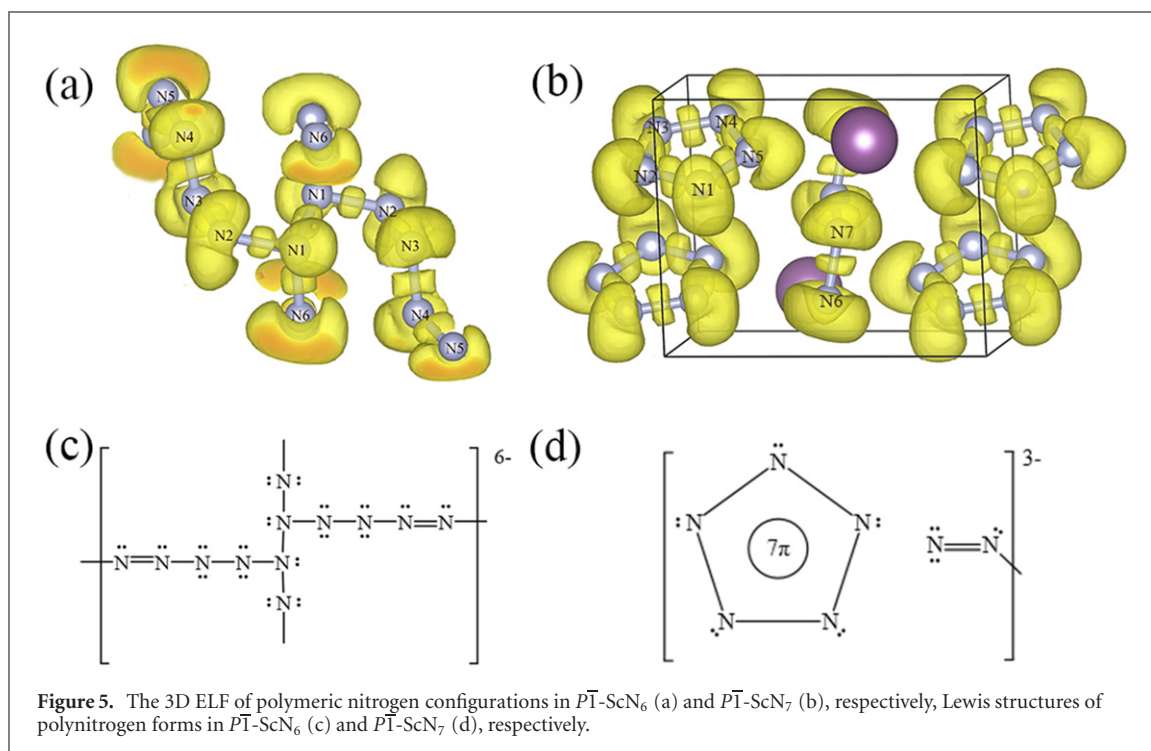 (a)
N5
N4
N6
N3
N1
N2
N2
N1
N3
N6
N4
N5
(b)
N3
N4
N5
N2
N1
N7
N6
(c)
6-
N
N—N—N—N=N
N=N—N—N—N
N
(d)
3-
N
N
N
7π
N=N
N
N
Figure 5. The 3D ELF of polymeric nitrogen configurations in P1̅-ScN₆ (a) and P1̅-ScN₇ (b), respectively, Lewis structures of
polynitrogen forms in P1̅-ScN₆ (c) and P1̅-ScN₇ (d), respectively.